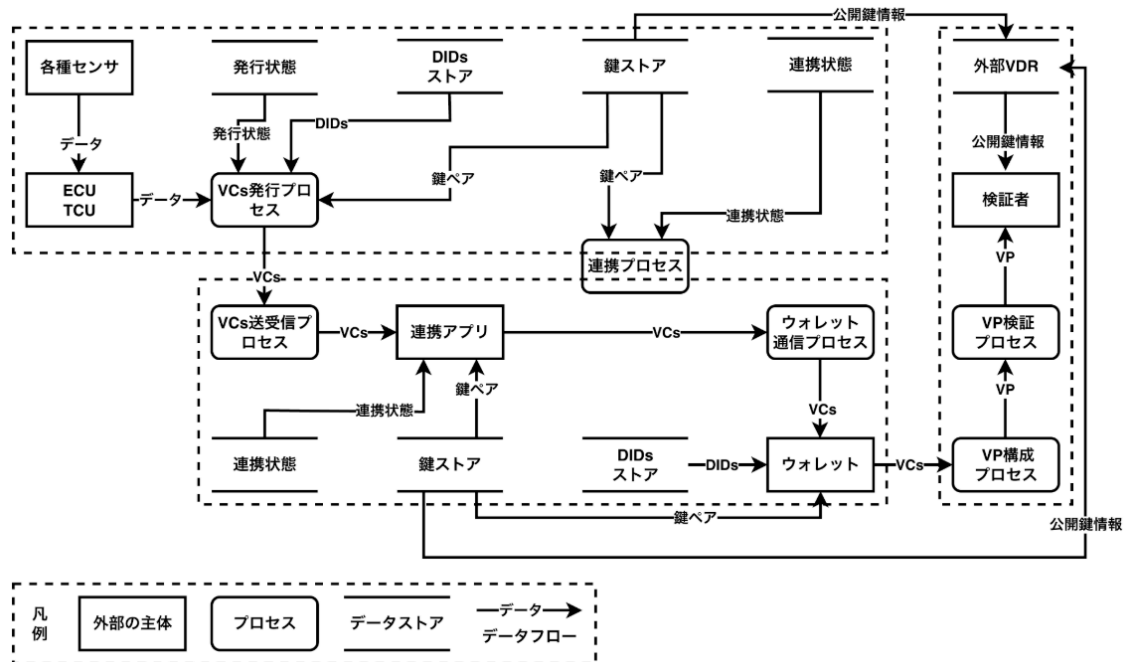 公開鍵情報
各種センサ
発行状態
DIDs
ストア
鍵ストア
連携状態
外部VDR
データ
発行状態
DIDs
公開鍵情報
鍵ペア
鍵ペア
ECU
TCU
データ
VCs発行プロ
セス
連携状態
検証者
連携プロセス
VCs
VP
VCs送受信プ
ロセス
VCs
連携アプリ
VCs
ウォレット
通信プロセス
VP検証
プロセス
鍵ペア
VP
連携状態
VCs
連携状態
鍵ストア
DIDs
ストア
DIDs
ウォレット
VCs
VP構成
プロセス
鍵ペア
公開鍵情報
凡
例
外部の主体
プロセス
データストア
データ
データフロー